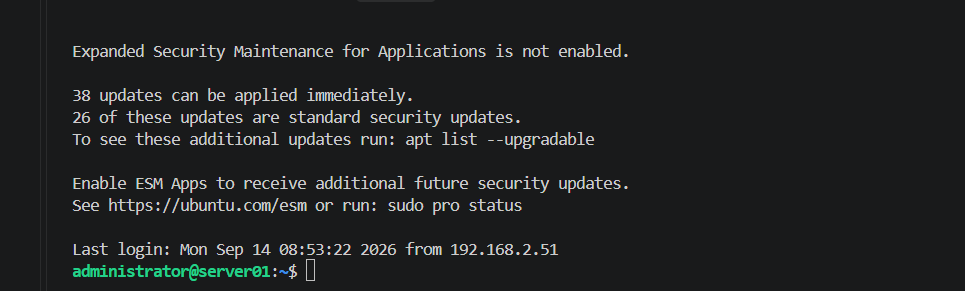 Expanded Security Maintenance for Applications is not enabled.
38 updates can be applied immediately.
26 of these updates are standard security updates.
To see these additional updates run: apt list --upgradable
Enable ESM Apps to receive additional future security updates.
See https://ubuntu.com/esm or run: sudo pro status
Last login: Mon Sep 14 08:53:22 2026 from 192.168.2.51
administrator@server01:~$